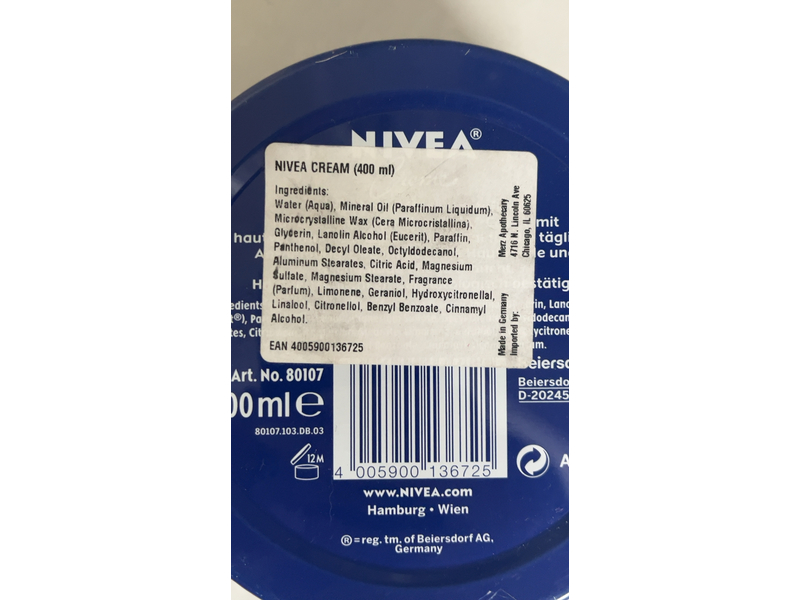 NIVEA®
NIVEA CREAM (400 ml)
Ingredients:
Water (Aqua), Mineral Oil (Paraffinum Liquidum),
Microcrystalline Wax (Cera Microcristallina),
Glycerin, Lanolin Alcohol (Eucerit), Paraffin,
Panthenol, Decyl Oleate, Octyldodecanol,
Aluminum Stearates, Citric Acid, Magnesium
Sulfate, Magnesium Stearate, Fragrance
(Parfum), Limonene, Geraniol, Hydroxycitronellal,
Linalool, Citronellol, Benzyl Benzoate, Cinnamyl
Alcohol.
EAN 4005900136725
Made in Germany
Imported by:
Merz Apothecary
4716 N. Lincoln Ave
Chicago, IL 60625
mit
Art. No. 80107
00ml e
80107.103.DB.03
12M
4 005900 136725
Beiersdor
D-20245
www.NIVEA.com
Hamburg • Wien
®=reg. tm. of Beiersdorf AG,
Germany